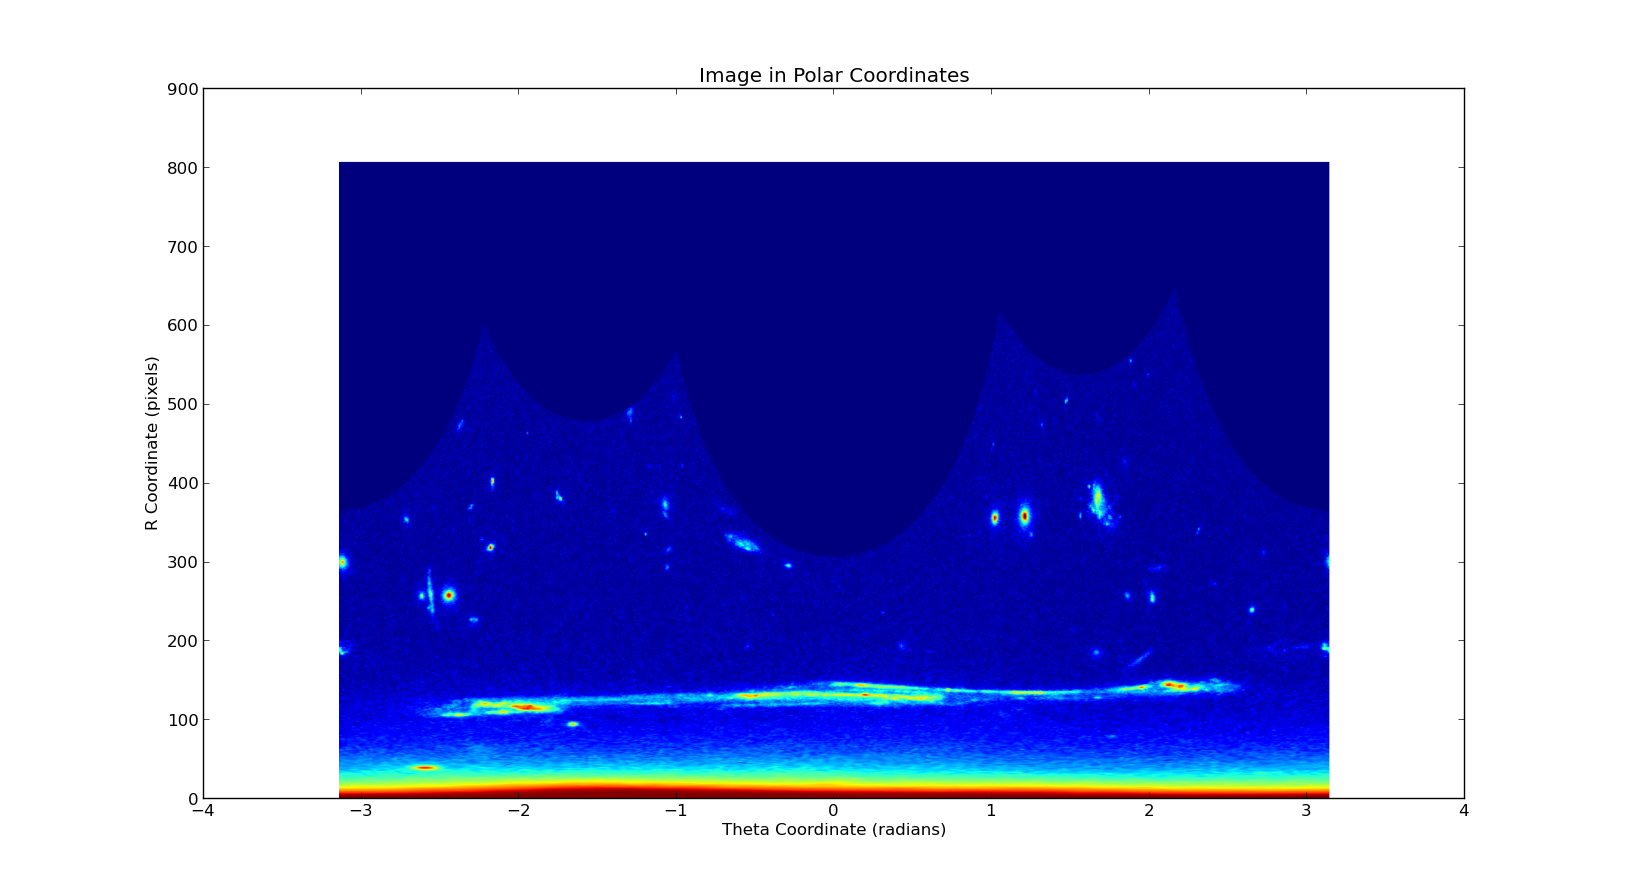 Image in Polar Coordinates
900
800
700
600
500
400
300
200
100
0
R Coordinate (pixels)
−4 −3 −2 −1 0 1 2 3 4
Theta Coordinate (radians)